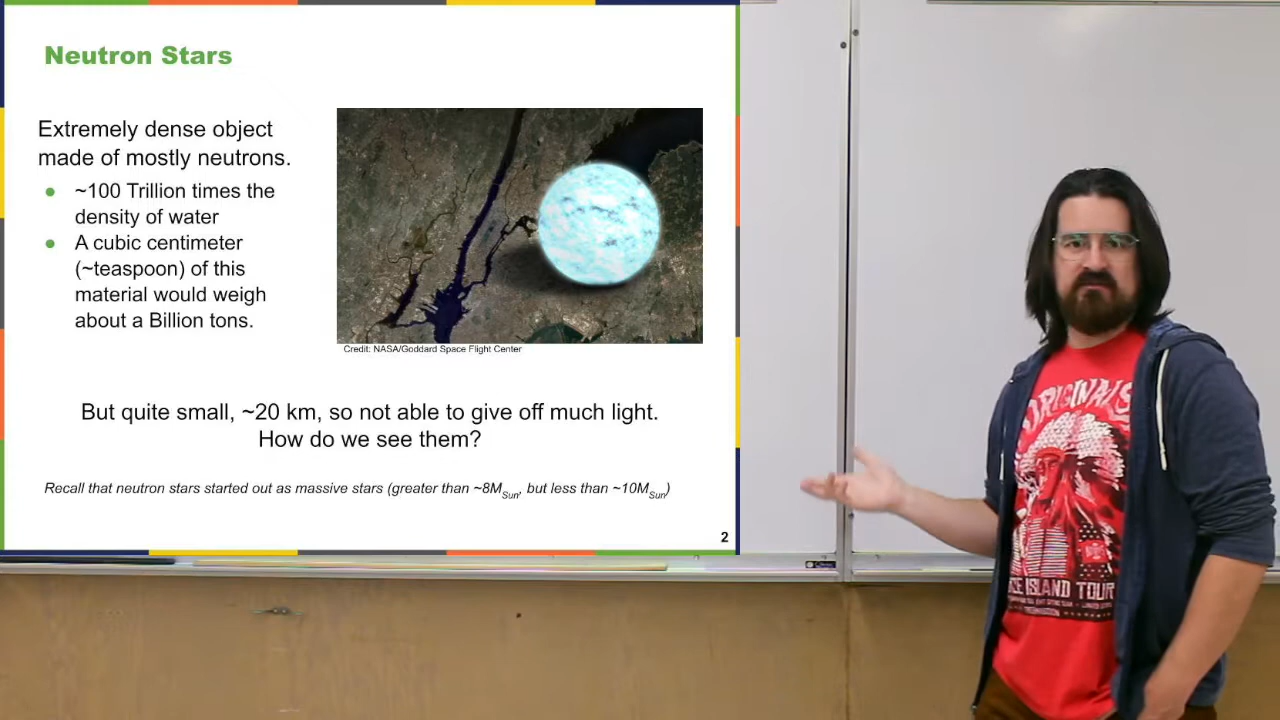 Neutron Stars
Extremely dense object
made of mostly neutrons.
● ~100 Trillion times the
density of water
● A cubic centimeter
(~teaspoon) of this
material would weigh
about a Billion tons.
Credit: NASA/Goddard Space Flight Center
But quite small, ~20 km, so not able to give off much light.
How do we see them?
Recall that neutron stars started out as massive stars (greater than ~8MSun, but less than ~10MSun)
2
ORIGINALS
ISLAND TOUR